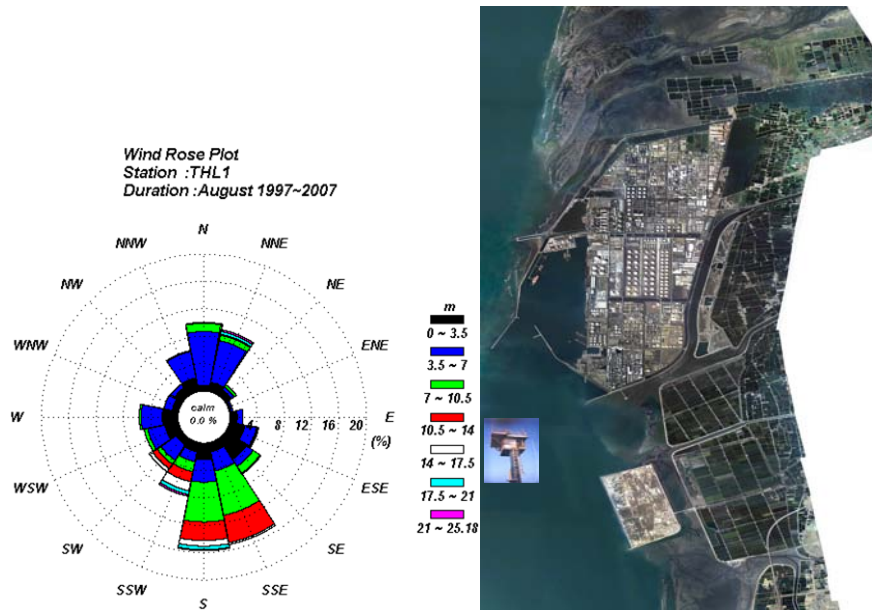 Wind Rose Plot
Station :THL1
Duration :August 1997~2007
N
NNW
NNE
NW
NE
WNW
ENE
W
calm
0.0 %
4
8
12
16
20
E
(%)
WSW
ESE
SW
SE
SSW
SSE
S
m
0 ~ 3.5
3.5 ~ 7
7 ~ 10.5
10.5 ~ 14
14 ~ 17.5
17.5 ~ 21
21 ~ 25.18